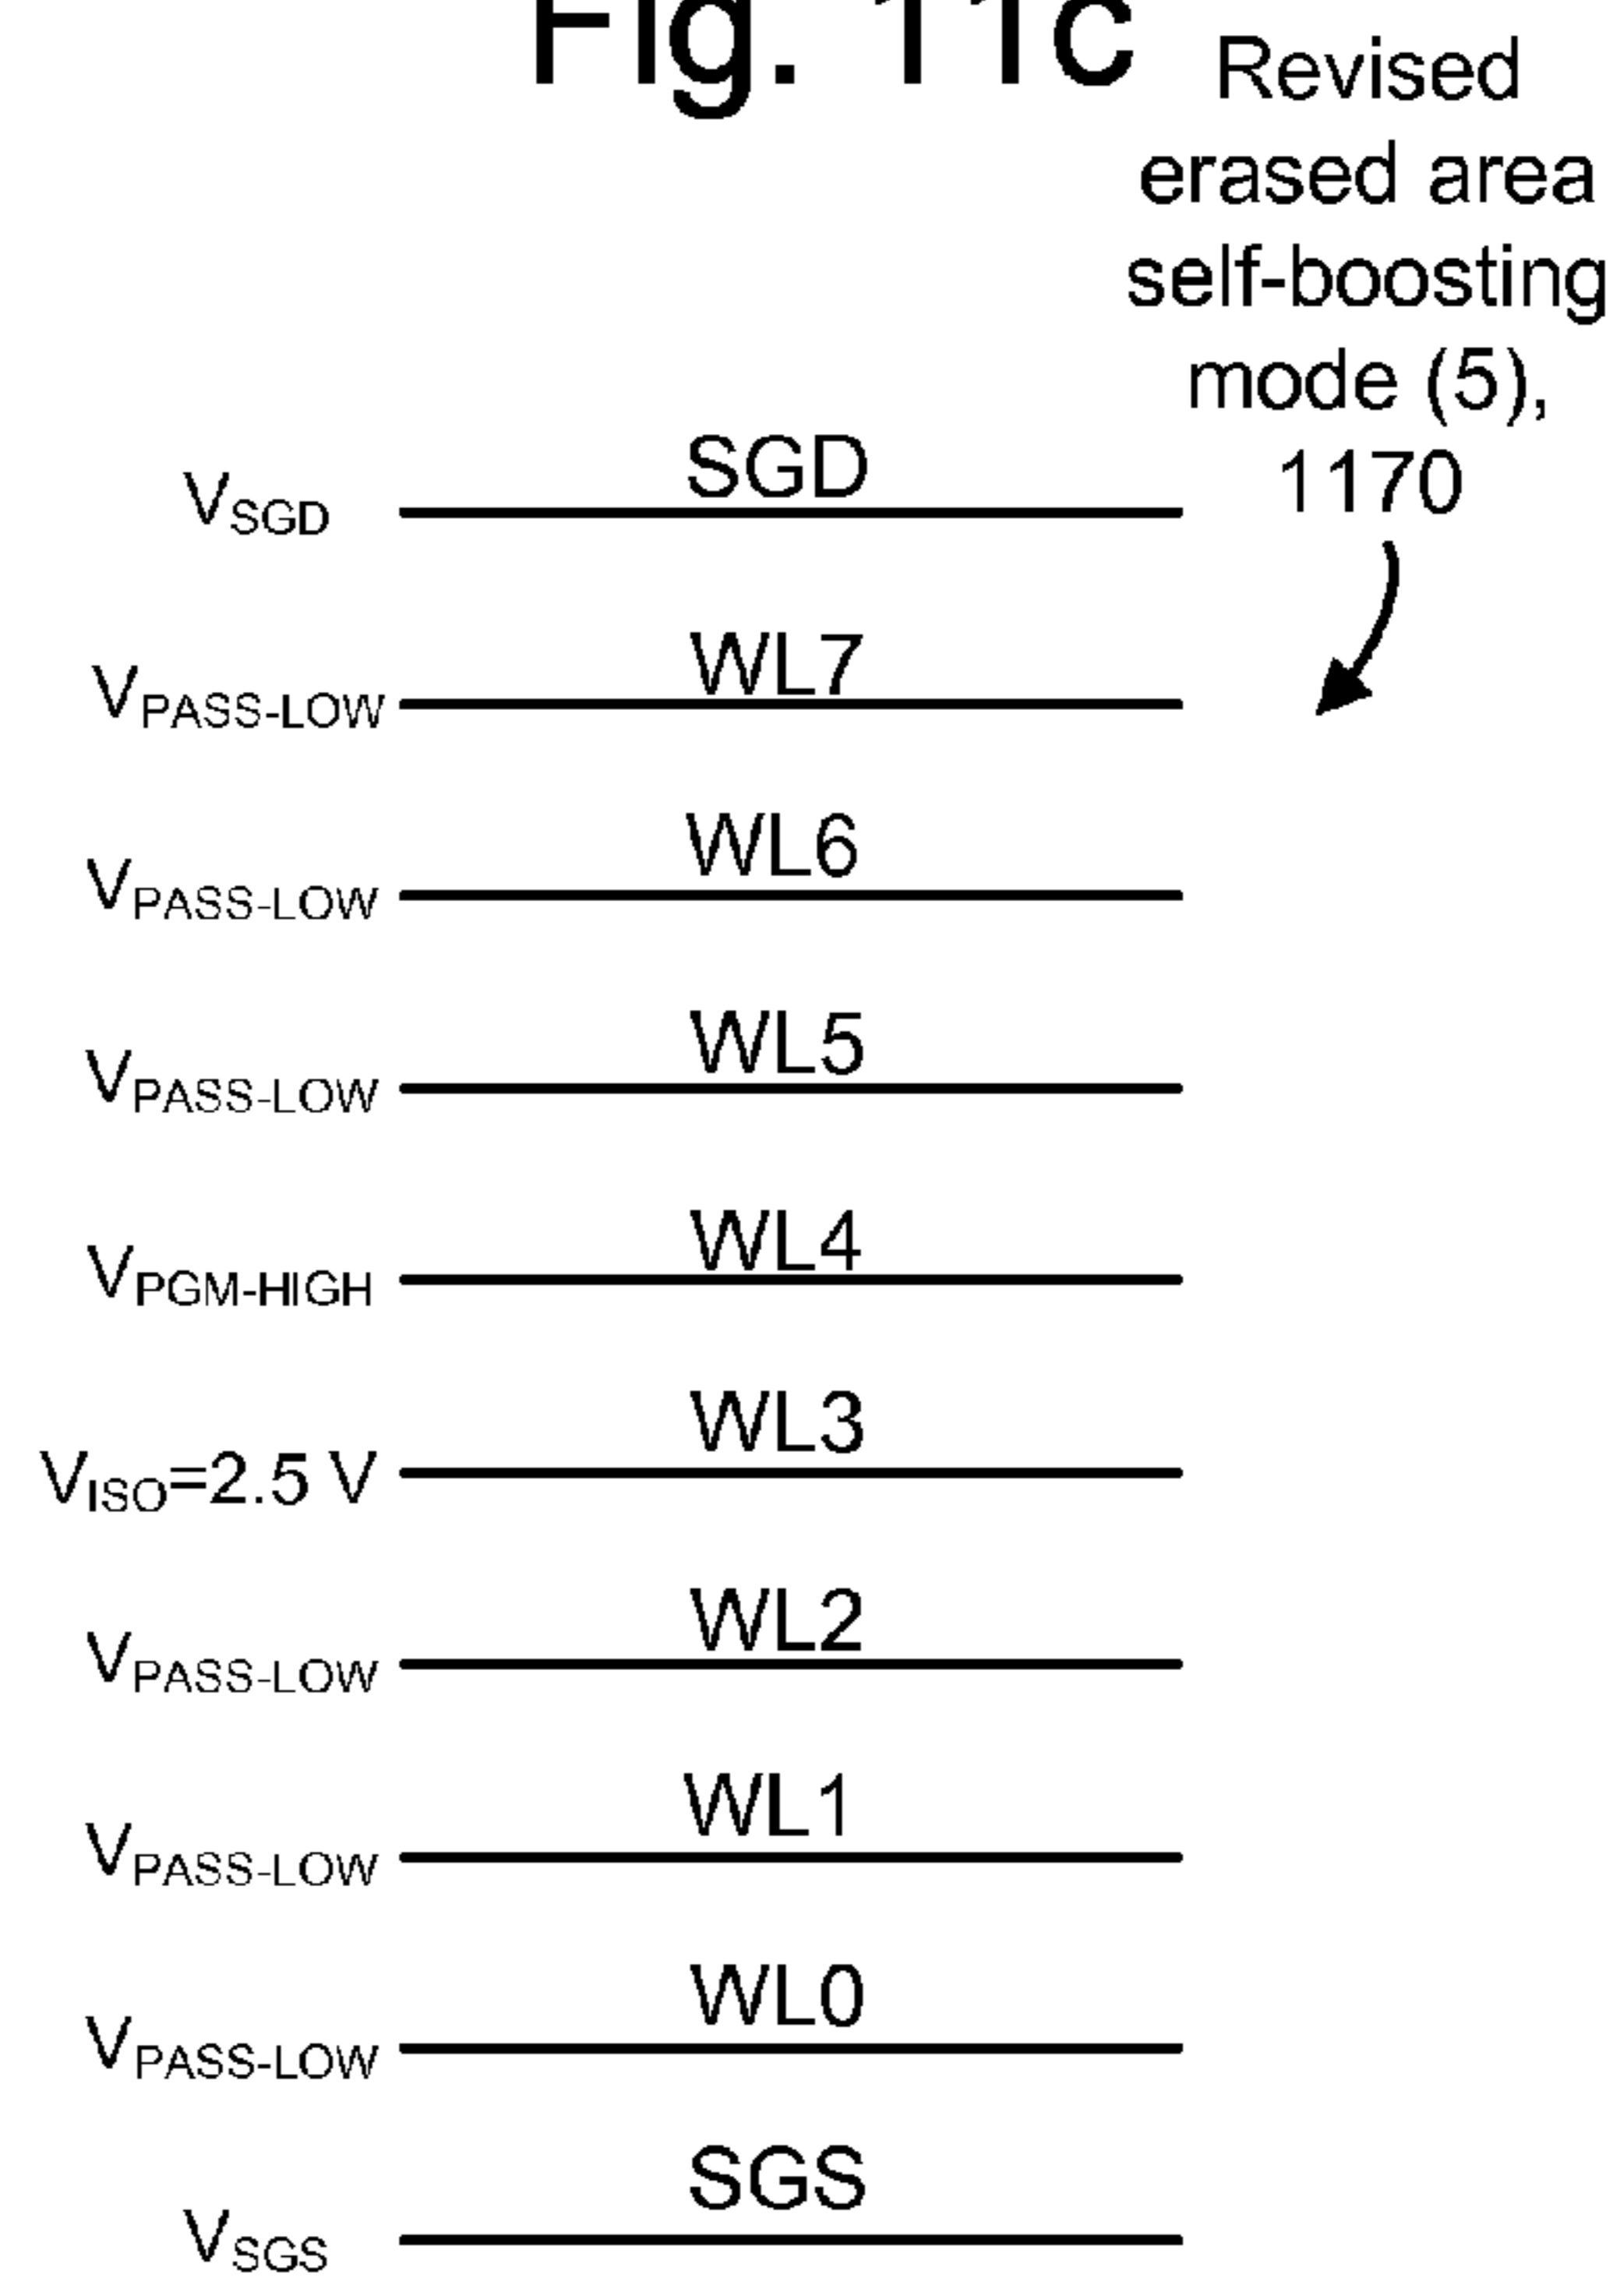 Fig. 11c
Revised
erased area
self-boosting
mode (5),
1170
SGD
VSGD
WL7
VPASS-LOW
WL6
VPASS-LOW
WL5
VPASS-LOW
WL4
VPGM-HIGH
WL3
VISO=2.5 V
WL2
VPASS-LOW
WL1
VPASS-LOW
WL0
VPASS-LOW
SGS
VSGS